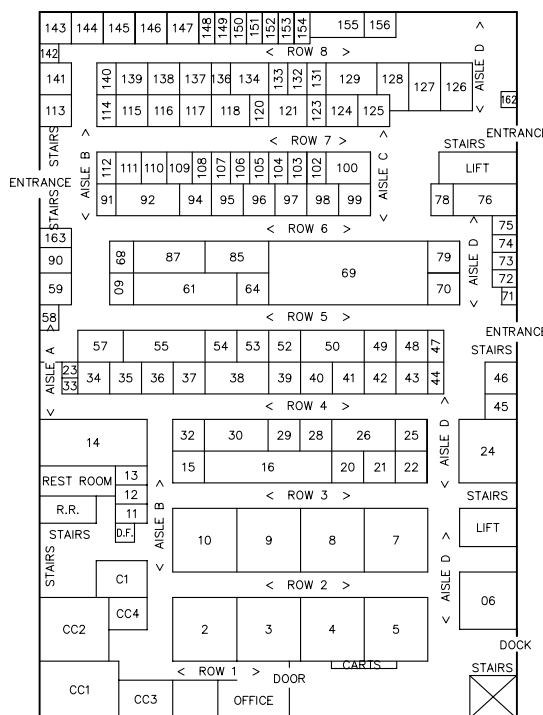 143 144 145 146 147 148 149 150 151 152 153 154 155 156
142 < ROW 8 > AISLE D
141 140 139 138 137 136 134 133 132 131 129 128 127 126
162
113 114 115 116 117 118 120 121 123 124 125
STAIRS < ROW 7 > ENTRANCE
AISLE B AISLE C STAIRS
112 111 110 109 108 107 106 105 104 103 102 100 LIFT
ENTRANCE
STAIRS 91 92 94 95 96 97 98 99 78 76
163 < ROW 6 > AISLE D 75
90 89 87 85 69 79 74
73
59 60 61 64 70 72
71
58 < ROW 5 > ENTRANCE
AISLE A 57 55 54 53 52 50 49 48 47 STAIRS
23 34 35 36 37 38 39 40 41 42 43 44 46
33
< ROW 4 > 45
14 32 30 29 28 26 25 AISLE D 24
REST ROOM 13 15 16 20 21 22
12 AISLE B < ROW 3 > STAIRS
R.R. 11
STAIRS D.F. 10 9 8 7 AISLE D LIFT
STAIRS C1 < ROW 2 >
CC2 CC4 2 3 4 5 06
DOCK
< ROW 1 > DOOR CARTS STAIRS
CC1 CC3 OFFICE